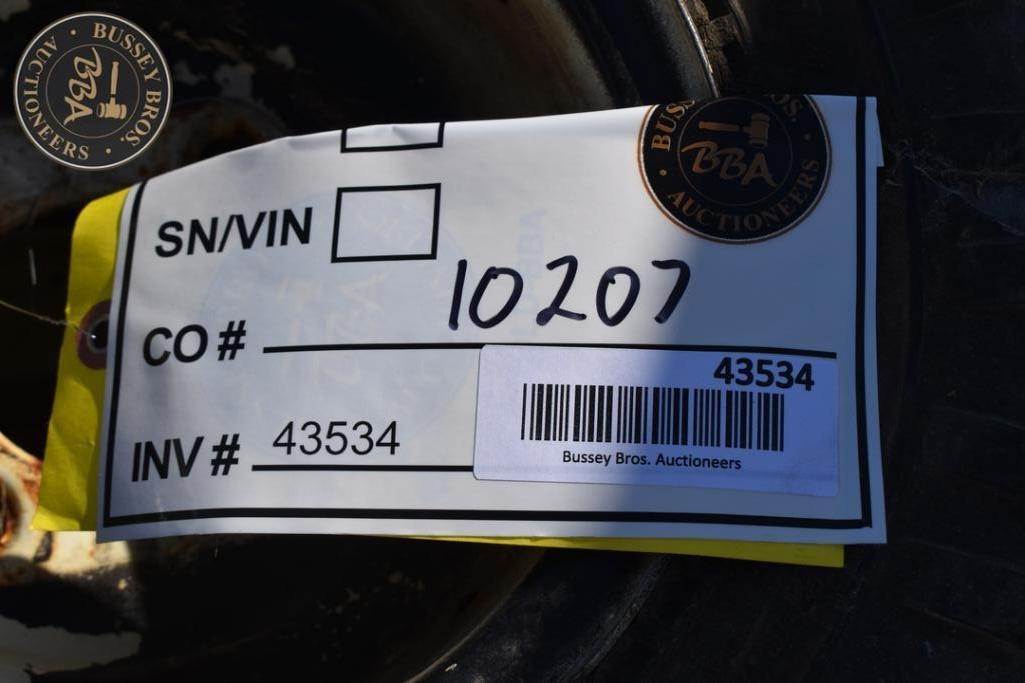 BUSSEY BROS.
BBA
AUCTIONEERS
BUSSEY BROS.
BBA
AUCTIONEERS
SN/VIN
CO # 10207
43534
INV # 43534
Bussey Bros. Auctioneers